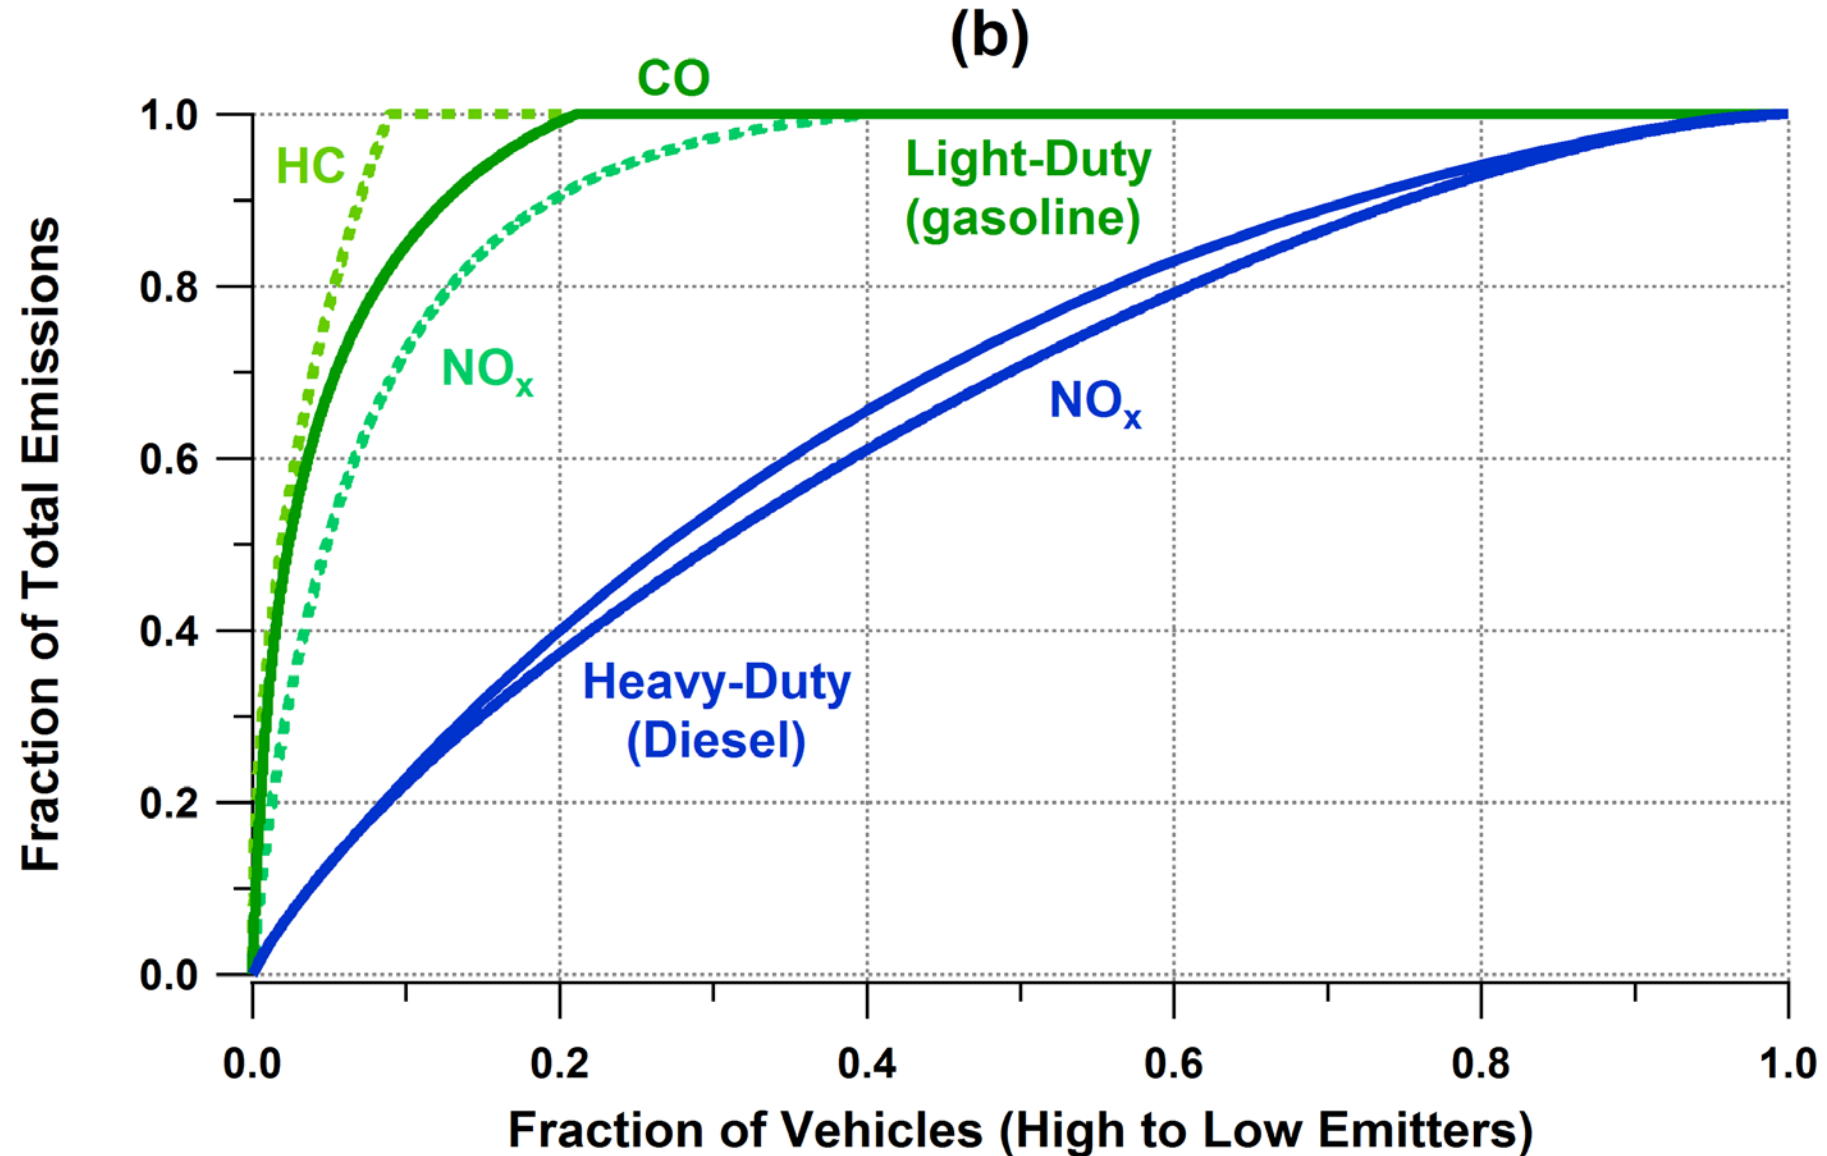 (b)
CO
1.0
HC
Light-Duty
(gasoline)
0.8
NOx
NOx
0.6
0.4
Heavy-Duty
(Diesel)
0.2
0.0
Fraction of Total Emissions
0.0 0.2 0.4 0.6 0.8 1.0
Fraction of Vehicles (High to Low Emitters)